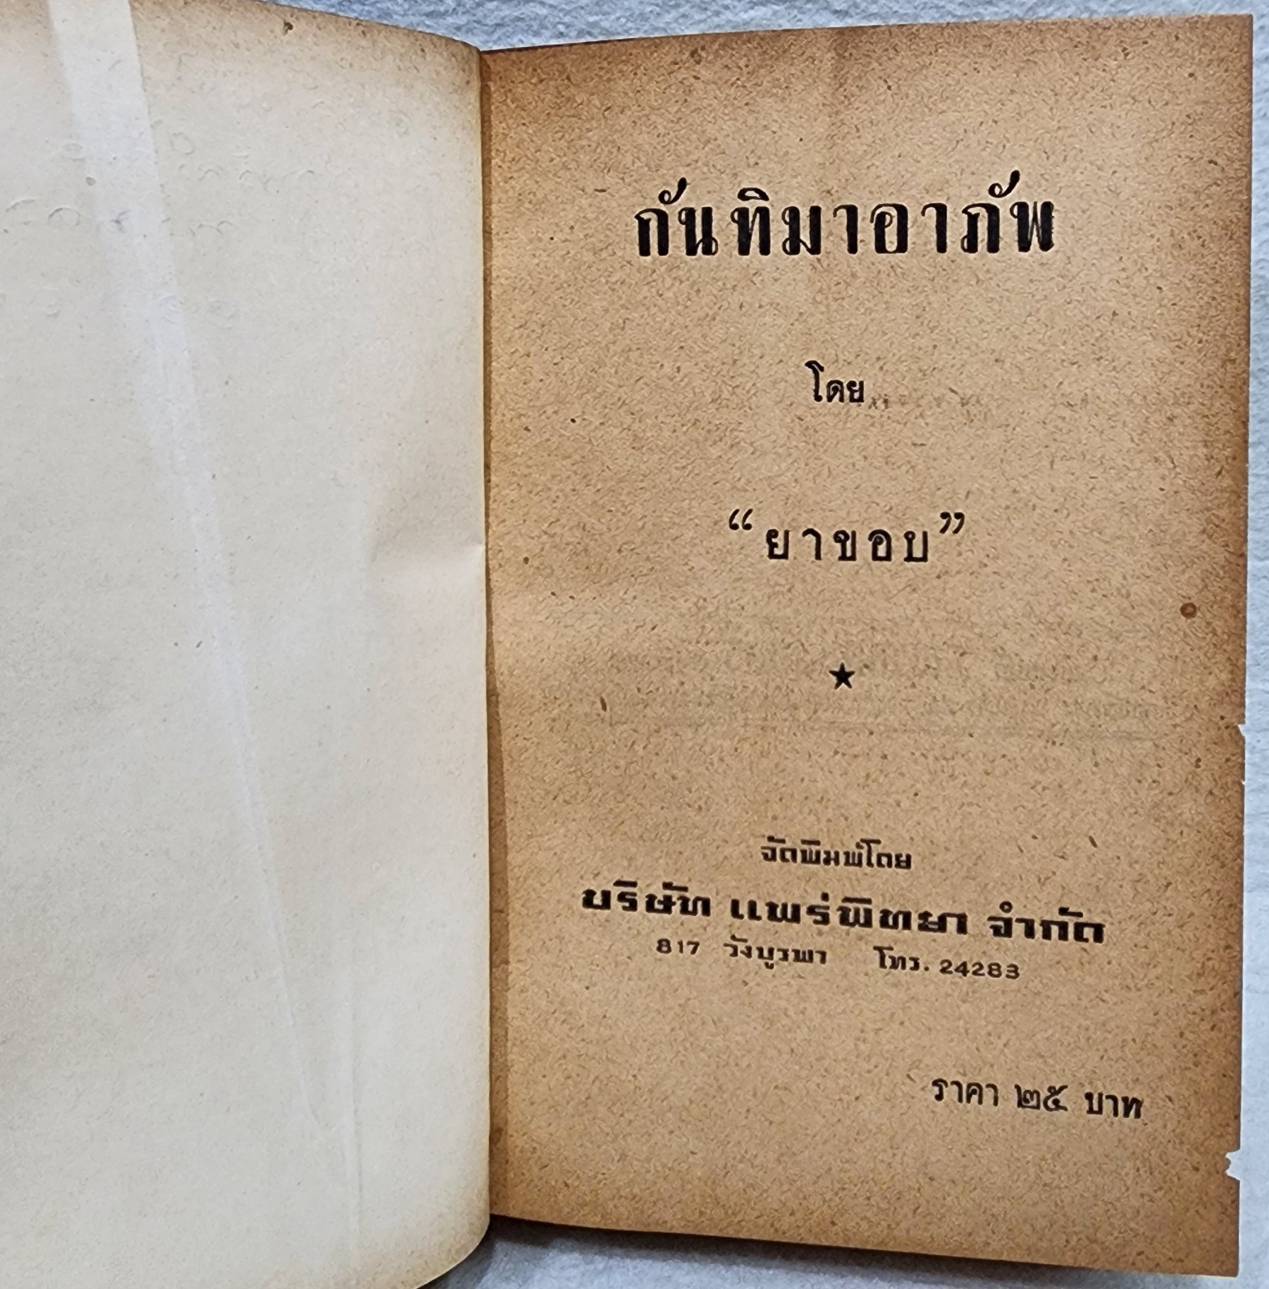 กันทิมาอาภัพ
โดย
“ยาขอบ”
★
จัดพิมพ์โดย
บริษัท แพร่พิทยา จำกัด
817 วังบูรพา โทร. 24283
ราคา ๒๕ บาท